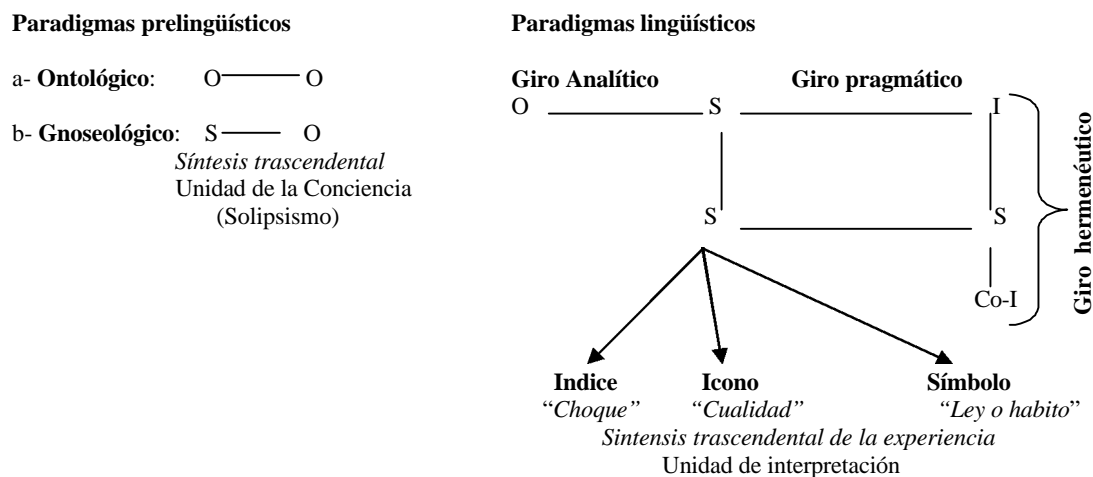 Paradigmas prelingüísticos
a- Ontológico: O O
b- Gnoseológico: S O
Síntesis trascendental
Unidad de la Conciencia
(Solipsismo)
Paradigmas lingüísticos
Giro Analítico Giro pragmático
O S I
S S
Co-I
Giro hermenéutico
Indice Icono Símbolo
“Choque” “Cualidad” “Ley o habito”
Sintensis trascendental de la experiencia
Unidad de interpretación